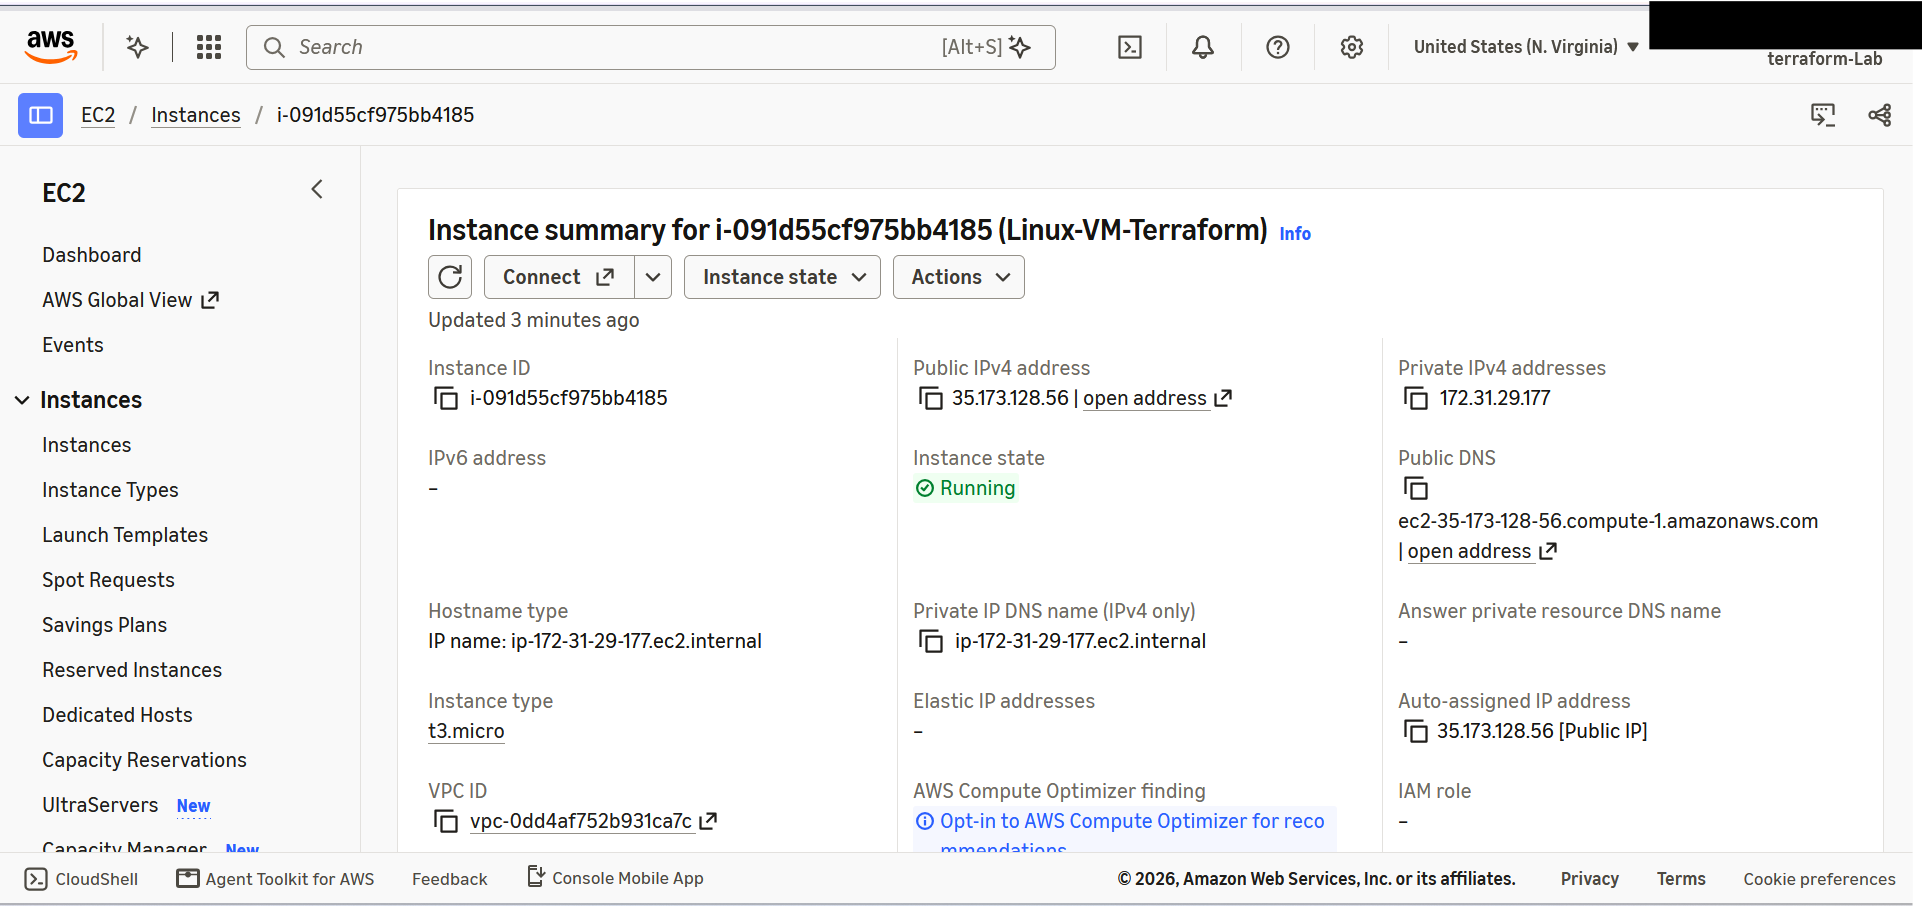 aws
Search [Alt+S]
United States (N. Virginia)
terraform-Lab
EC2 / Instances / i-091d55cf975bb4185
EC2
Dashboard
AWS Global View
Events
Instances
Instances
Instance Types
Launch Templates
Spot Requests
Savings Plans
Reserved Instances
Dedicated Hosts
Capacity Reservations
UltraServers New
Capacity Manager New
Instance summary for i-091d55cf975bb4185 (Linux-VM-Terraform) Info
Connect
Instance state
Actions
Updated 3 minutes ago
Instance ID
i-091d55cf975bb4185
Public IPv4 address
35.173.128.56 | open address
Private IPv4 addresses
172.31.29.177
IPv6 address
–
Instance state
Running
Public DNS
ec2-35-173-128-56.compute-1.amazonaws.com
| open address
Hostname type
IP name: ip-172-31-29-177.ec2.internal
Private IP DNS name (IPv4 only)
ip-172-31-29-177.ec2.internal
Answer private resource DNS name
–
Instance type
t3.micro
Elastic IP addresses
–
Auto-assigned IP address
35.173.128.56 [Public IP]
VPC ID
vpc-0dd4af752b931ca7c
AWS Compute Optimizer finding
Opt-in to AWS Compute Optimizer for reco
mmendations
IAM role
–
CloudShell
Agent Toolkit for AWS
Feedback
Console Mobile App
© 2026, Amazon Web Services, Inc. or its affiliates.
Privacy
Terms
Cookie preferences